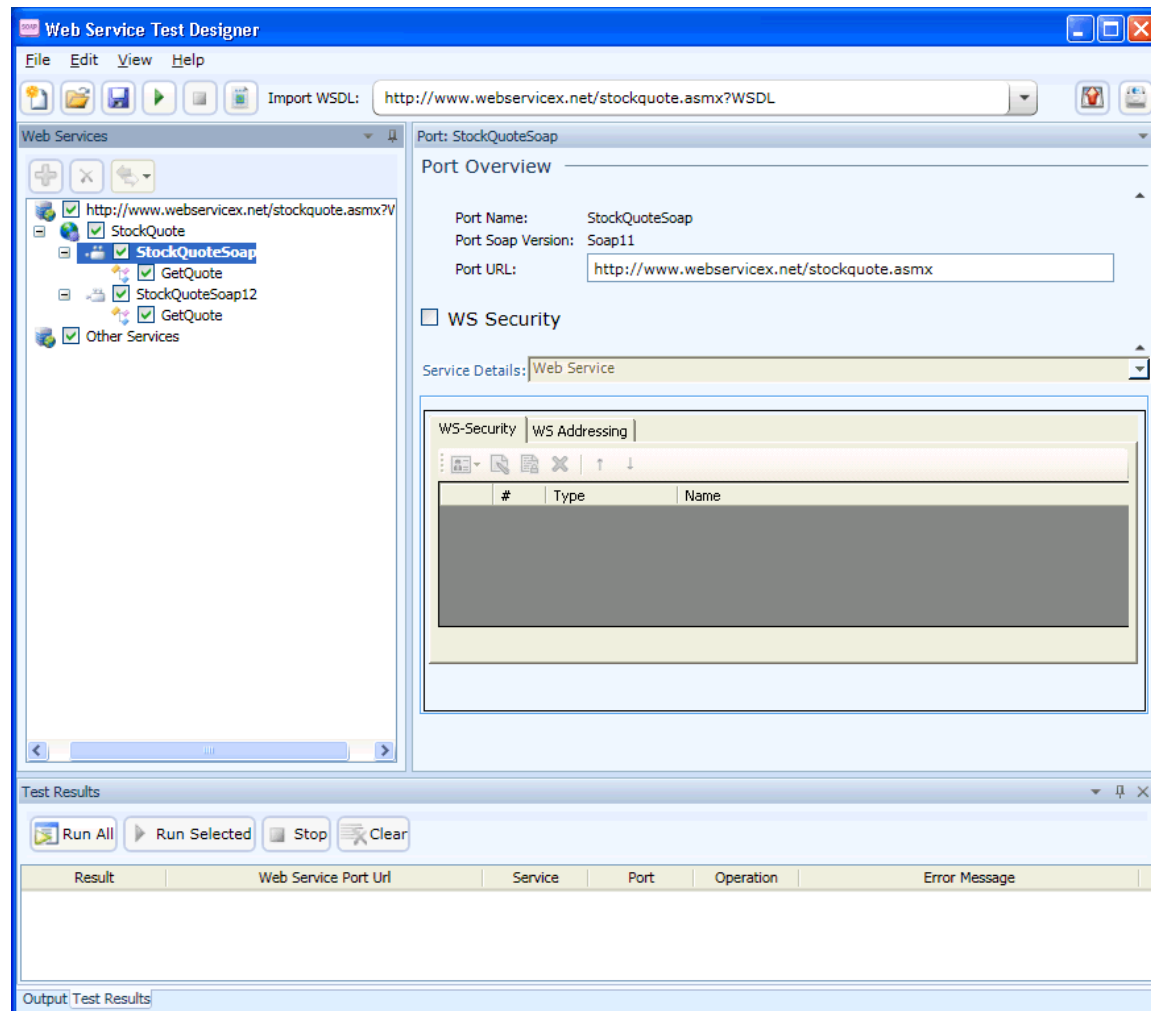 SOAP Web Service Test Designer
File Edit View Help
Import WSDL: http://www.webservicex.net/stockquote.asmx?WSDL
Web Services
http://www.webservicex.net/stockquote.asmx?W
StockQuote
StockQuoteSoap
GetQuote
StockQuoteSoap12
GetQuote
Other Services
Port: StockQuoteSoap
Port Overview
Port Name: StockQuoteSoap
Port Soap Version: Soap11
Port URL: http://www.webservicex.net/stockquote.asmx
WS Security
Service Details: Web Service
WS-Security WS Addressing
# Type Name
Test Results
Run All Run Selected Stop Clear
Result Web Service Port Url Service Port Operation Error Message
Output Test Results